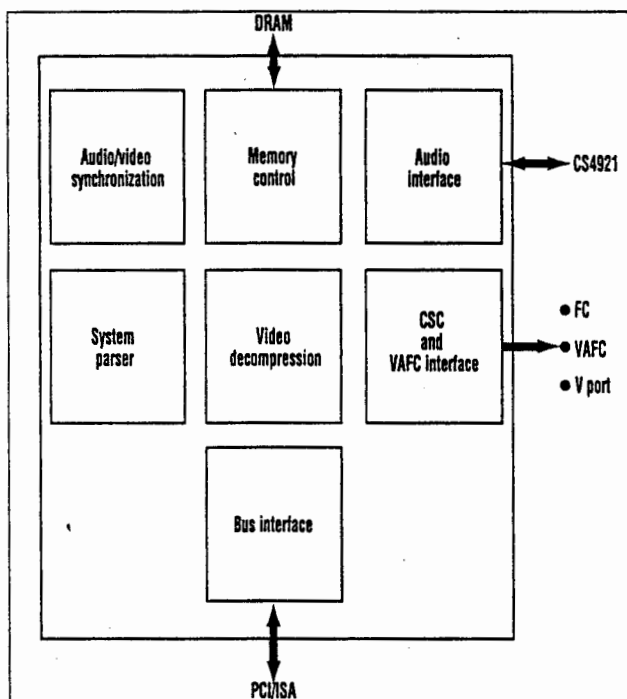 DRAM
Audio/video
synchronization
Memory
control
Audio
interface
CS4921
System
parser
Video
decompression
CSC
and
VAFC interface
● FC
● VAFC
● V port
Bus interface
PCI/ISA